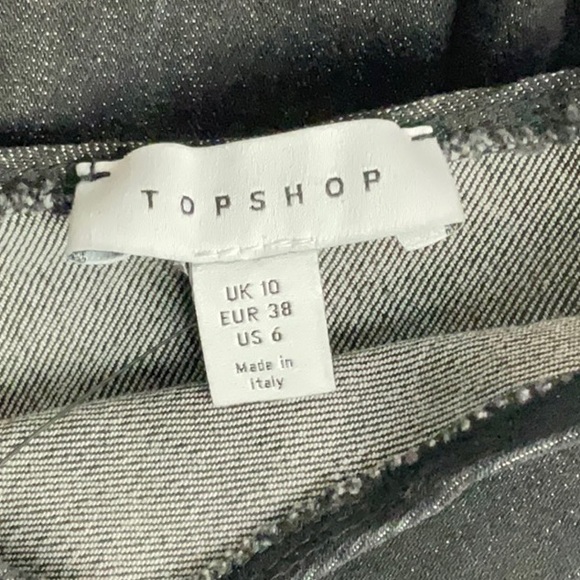 TOPSHOP
UK 10
EUR 38
US 6
Made in
Italy